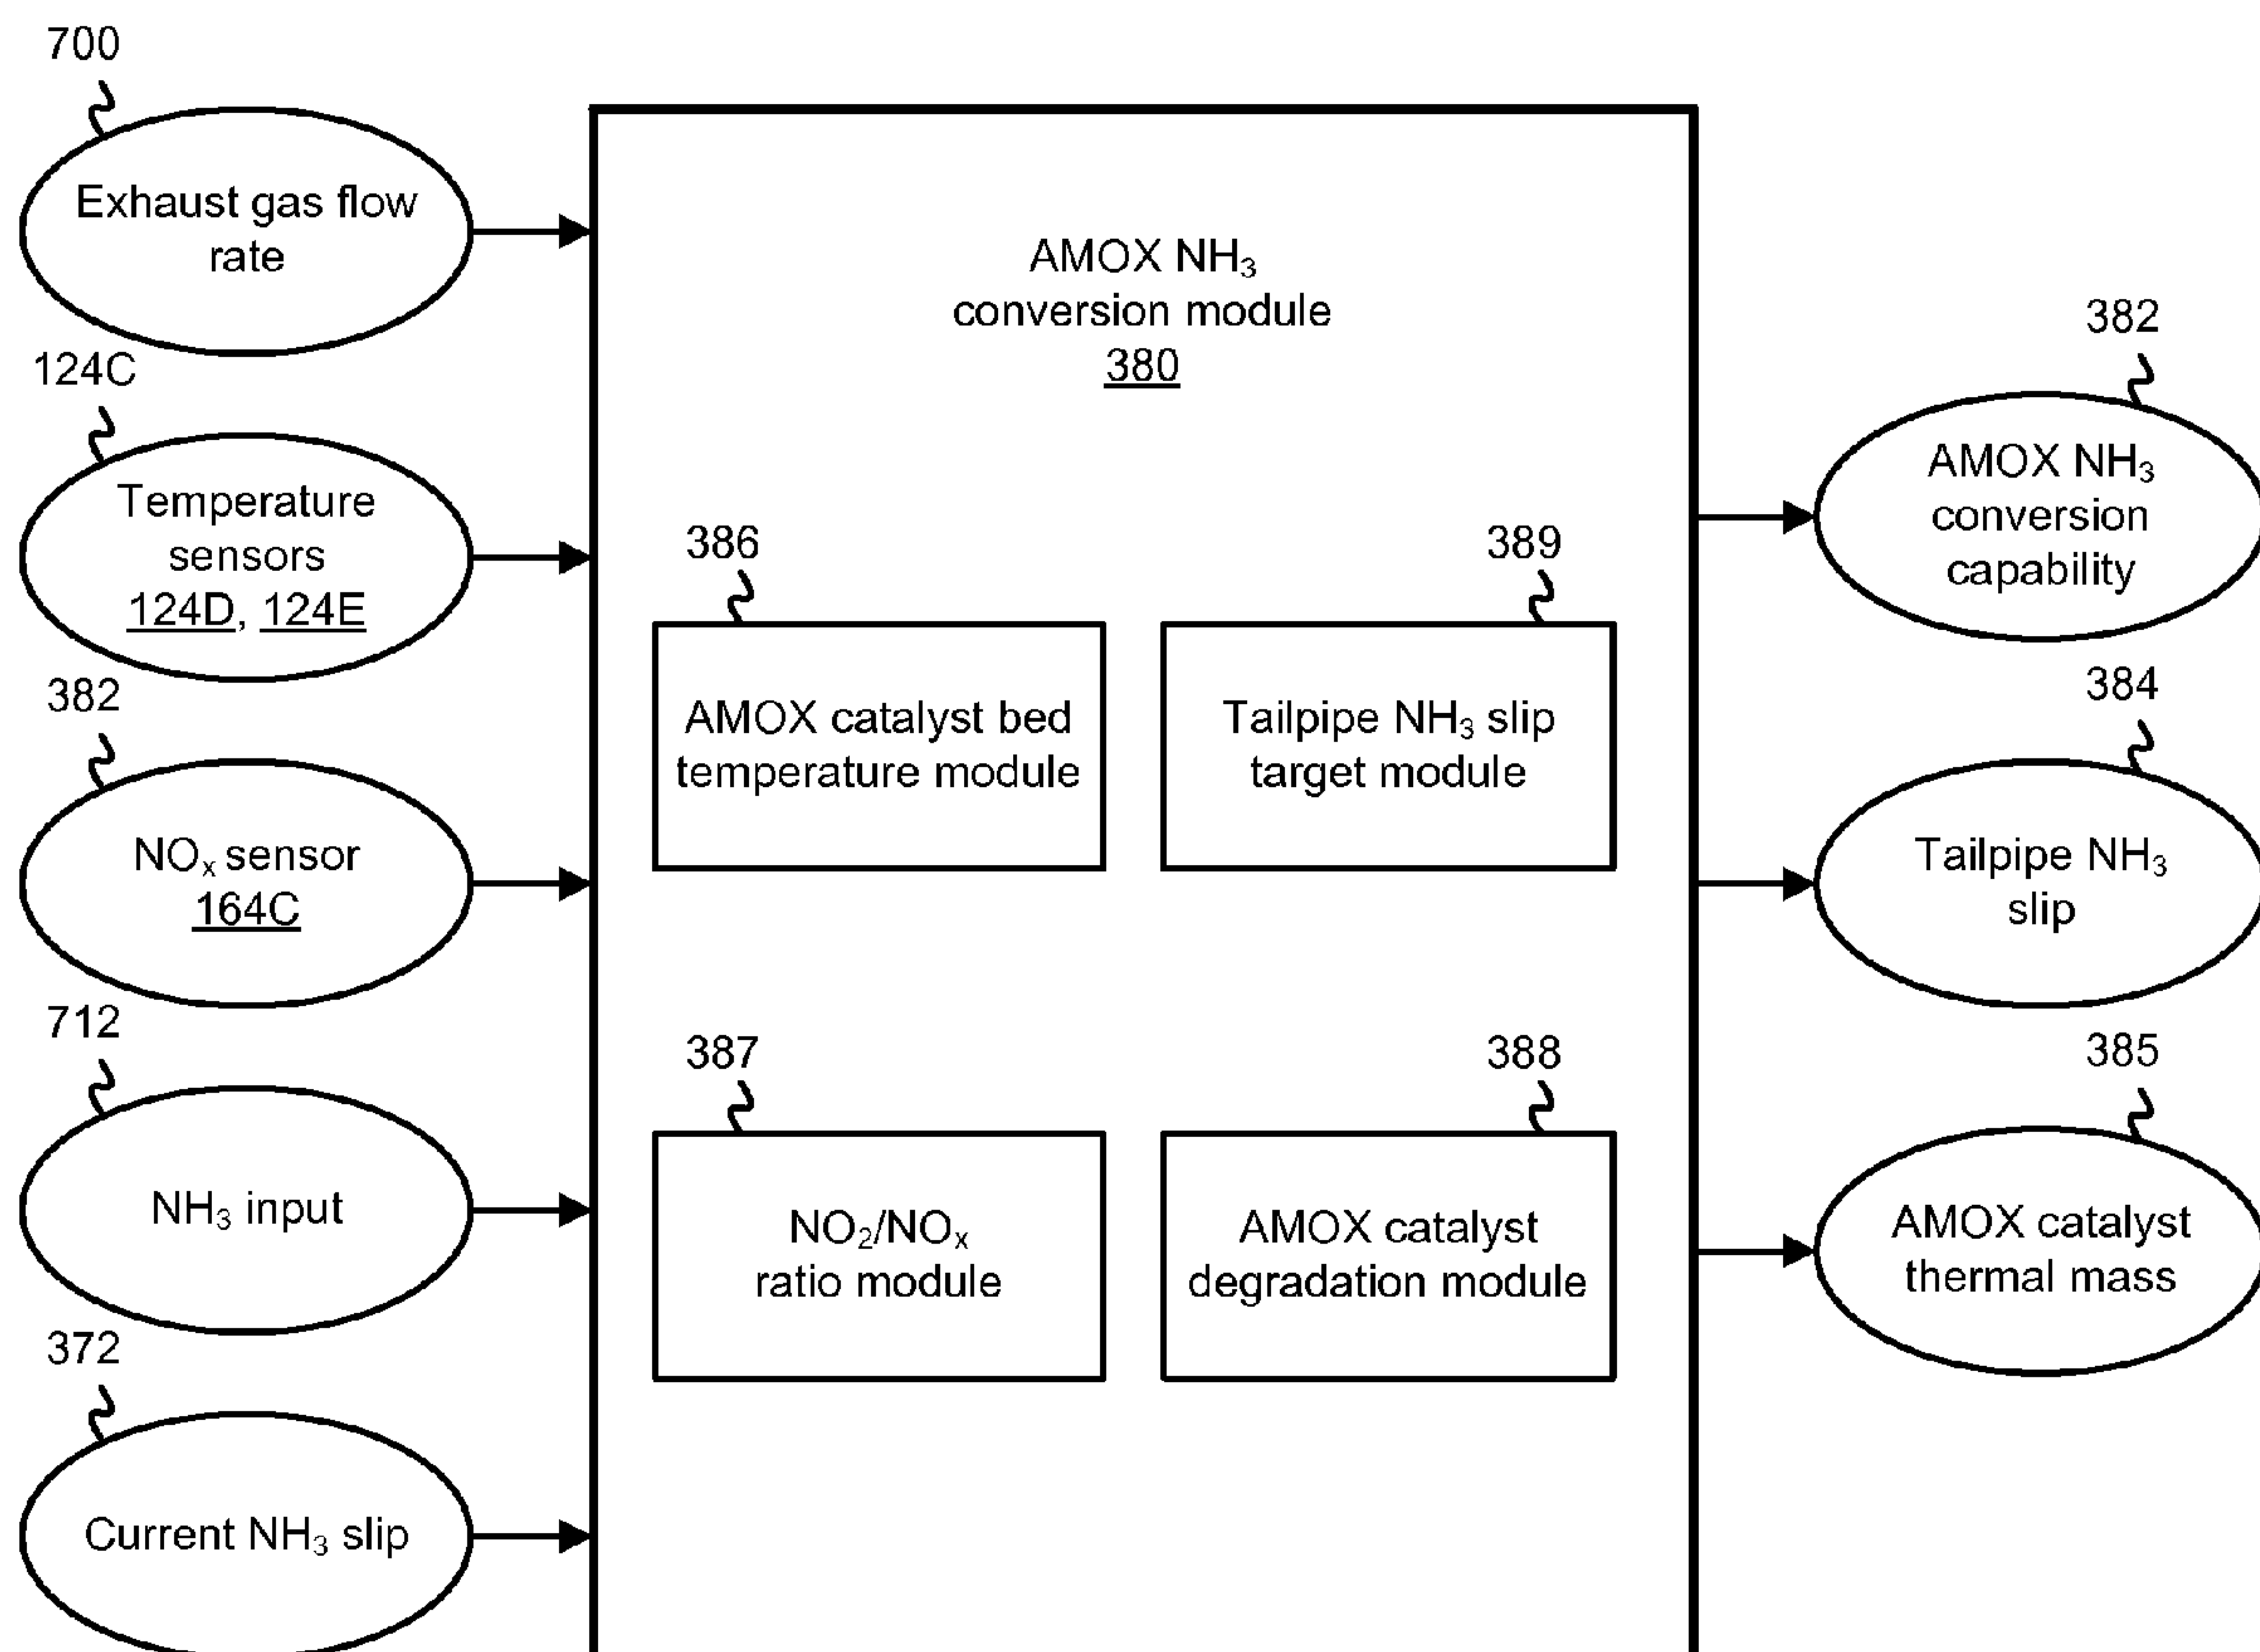 700
Exhaust gas flow
rate
124C
Temperature
sensors
124D, 124E
382
NOx sensor
164C
712
NH3 input
372
Current NH3 slip
AMOX NH3
conversion module
380
386
AMOX catalyst bed
temperature module
389
Tailpipe NH3 slip
target module
387
NO2/NOx
ratio module
388
AMOX catalyst
degradation module
382
AMOX NH3
conversion
capability
384
Tailpipe NH3
slip
385
AMOX catalyst
thermal mass